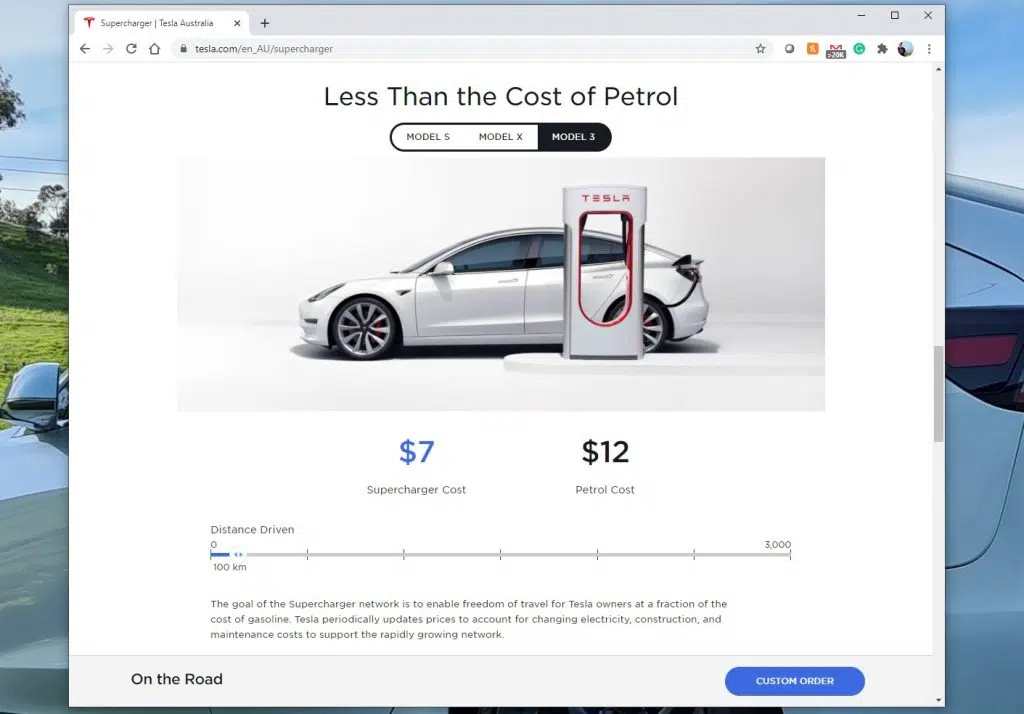 Supercharger | Tesla Australia
tesla.com/en_AU/supercharger
>20K
Less Than the Cost of Petrol
MODEL S MODEL X MODEL 3
TESLA
$7 $12
Supercharger Cost Petrol Cost
Distance Driven
0 3,000
100 km
The goal of the Supercharger network is to enable freedom of travel for Tesla owners at a fraction of the
cost of gasoline. Tesla periodically updates prices to account for changing electricity, construction, and
maintenance costs to support the rapidly growing network.
On the Road CUSTOM ORDER